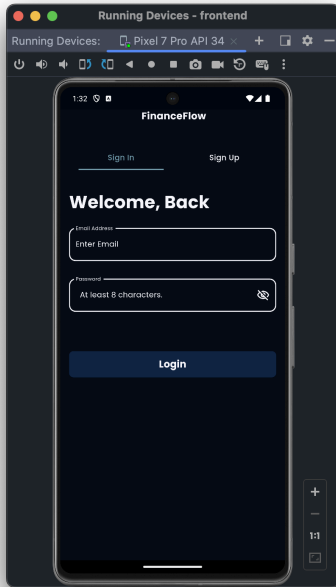 Running Devices - frontend
Running Devices: Pixel 7 Pro API 34
1:32
FinanceFlow
Sign In Sign Up
Welcome, Back
Email Address
Enter Email
Password
At least 8 characters.
Login
1:1